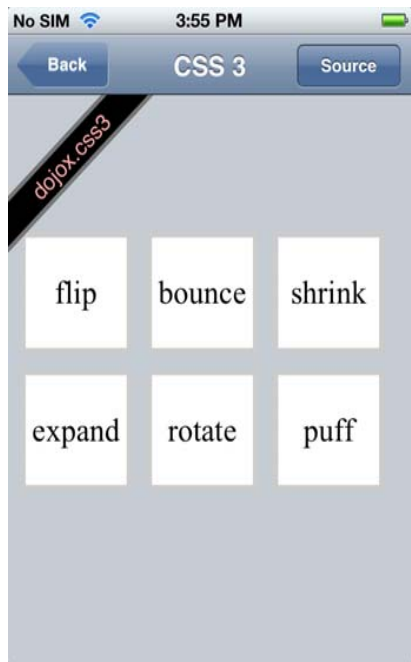 No SIM 3:55 PM
Back CSS 3 Source
dojox.css3
flip bounce shrink
expand rotate puff